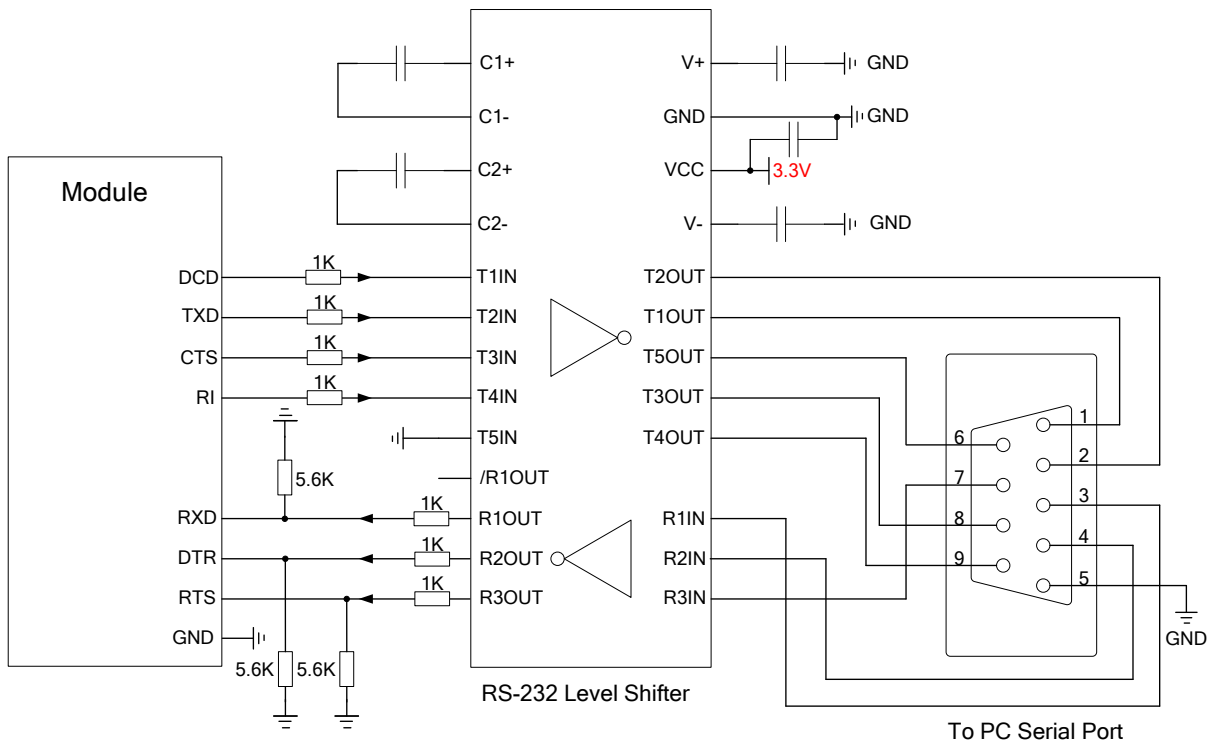 Module
DCD
TXD
CTS
RI
RXD
DTR
RTS
GND
1K
1K
1K
1K
5.6K
1K
1K
1K
5.6K
5.6K
C1+
C1-
C2+
C2-
T1IN
T2IN
T3IN
T4IN
T5IN
/R1OUT
R1OUT
R2OUT
R3OUT
V+
GND
VCC
V-
T2OUT
T1OUT
T5OUT
T3OUT
T4OUT
R1IN
R2IN
R3IN
RS-232 Level Shifter
GND
GND
3.3V
GND
6
7
8
9
1
2
3
4
5
GND
To PC Serial Port